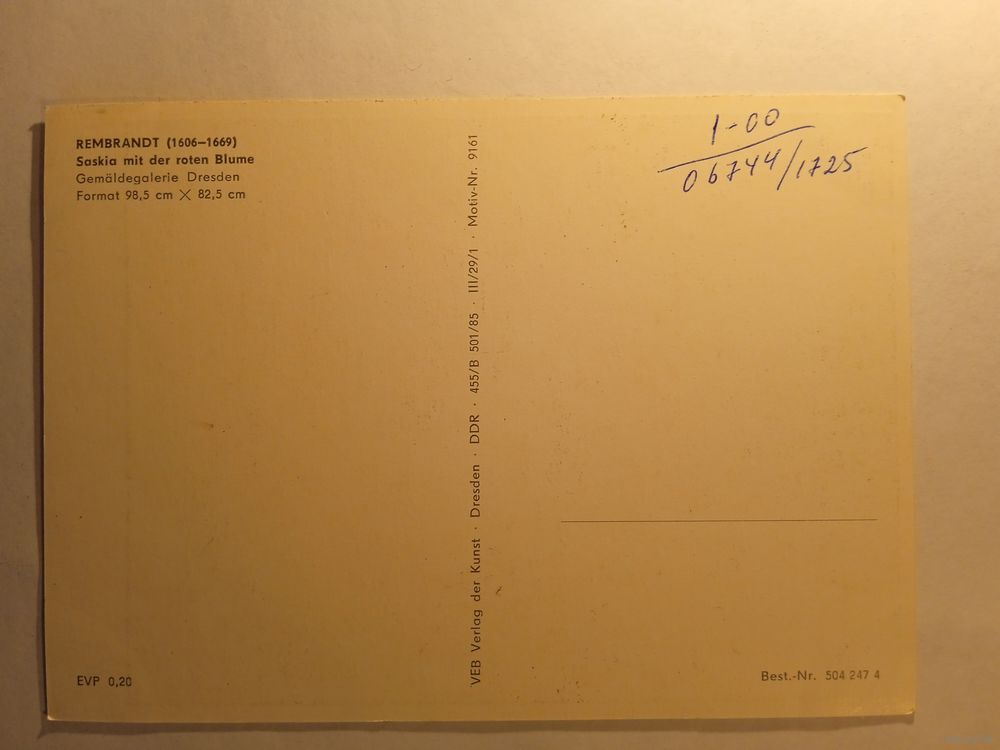 REMBRANDT (1606–1669)
Saskia mit der roten Blume
Gemäldegalerie Dresden
Format 98,5 cm X 82,5 cm
EVP 0,20
VEB Verlag der Kunst · Dresden · DDR · 455/B 501/85 · III/29/1 · Motiv-Nr. 9161
1-00
06744/1725
Best.-Nr. 504 247 4